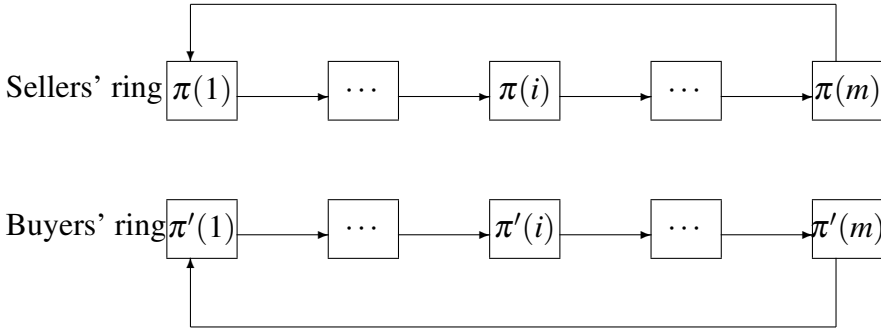 Sellers' ring π(1) ··· π(i) ··· π(m)
Buyers' ring π′(1) ··· π′(i) ··· π′(m)